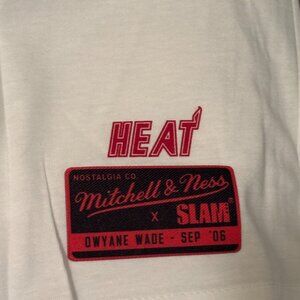 HEAT
NOSTALGIA CO.
Mitchell & Ness
X SLAM
DWYANE WADE - SEP '06